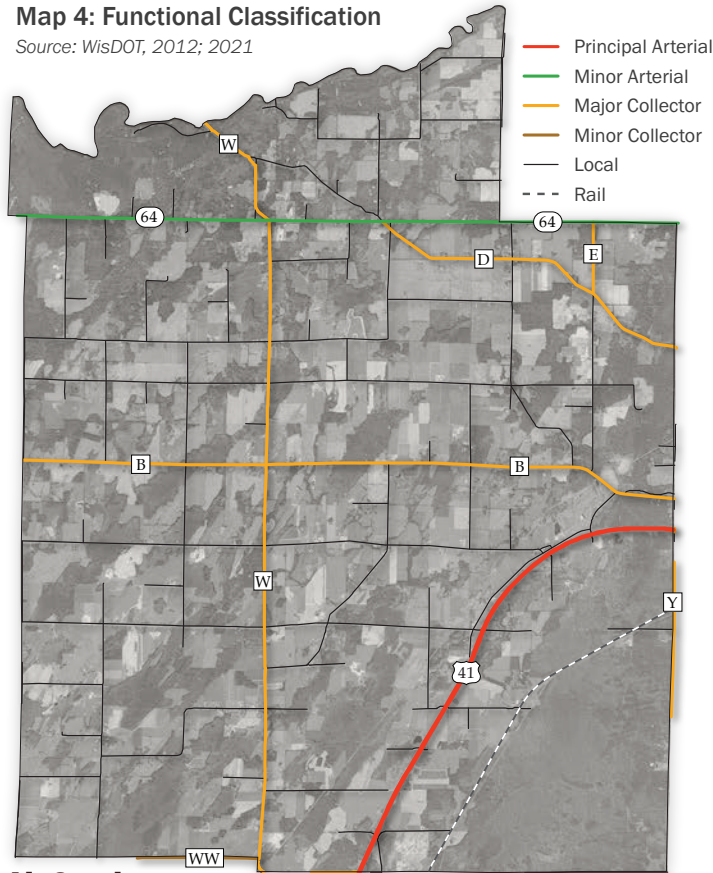 Map 4: Functional Classification
Source: WisDOT, 2012; 2021
Principal Arterial
Minor Arterial
Major Collector
Minor Collector
Local
Rail
W
64
64
D
E
B
B
W
Y
41
WW